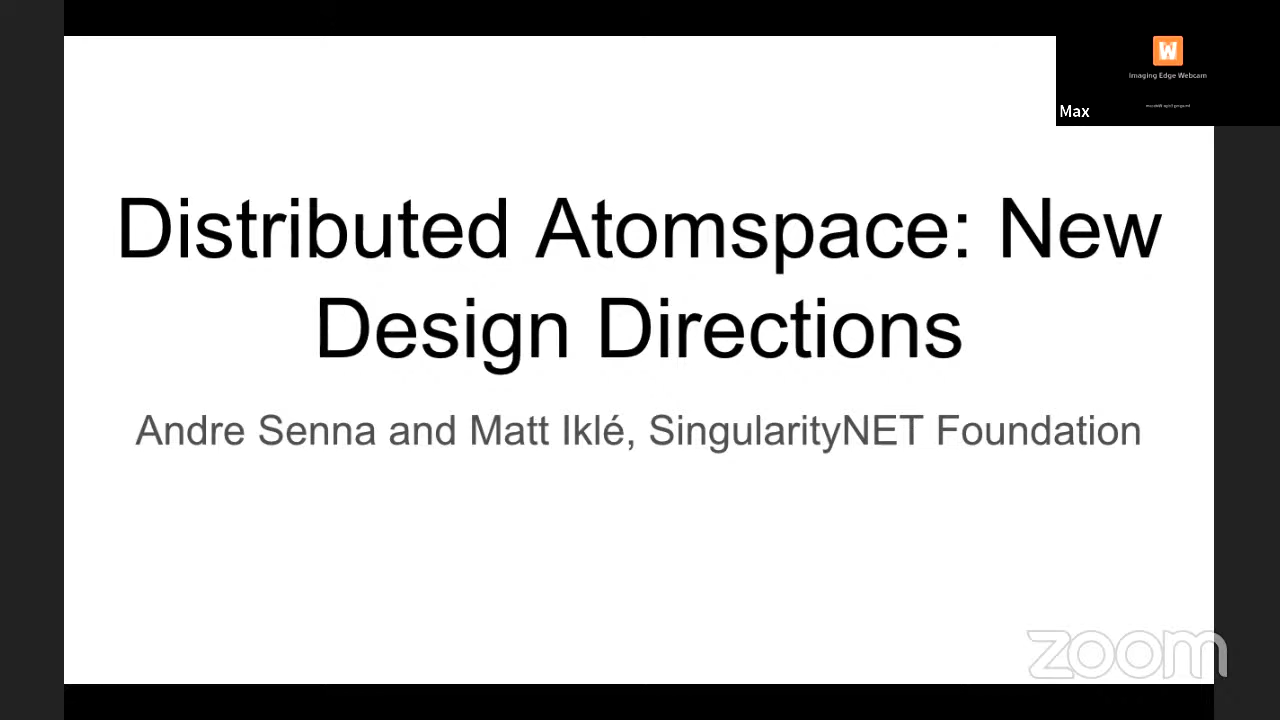 W
Imaging Edge Webcam
Max
Distributed Atomspace: New
Design Directions
Andre Senna and Matt Iklé, SingularityNET Foundation
zoom